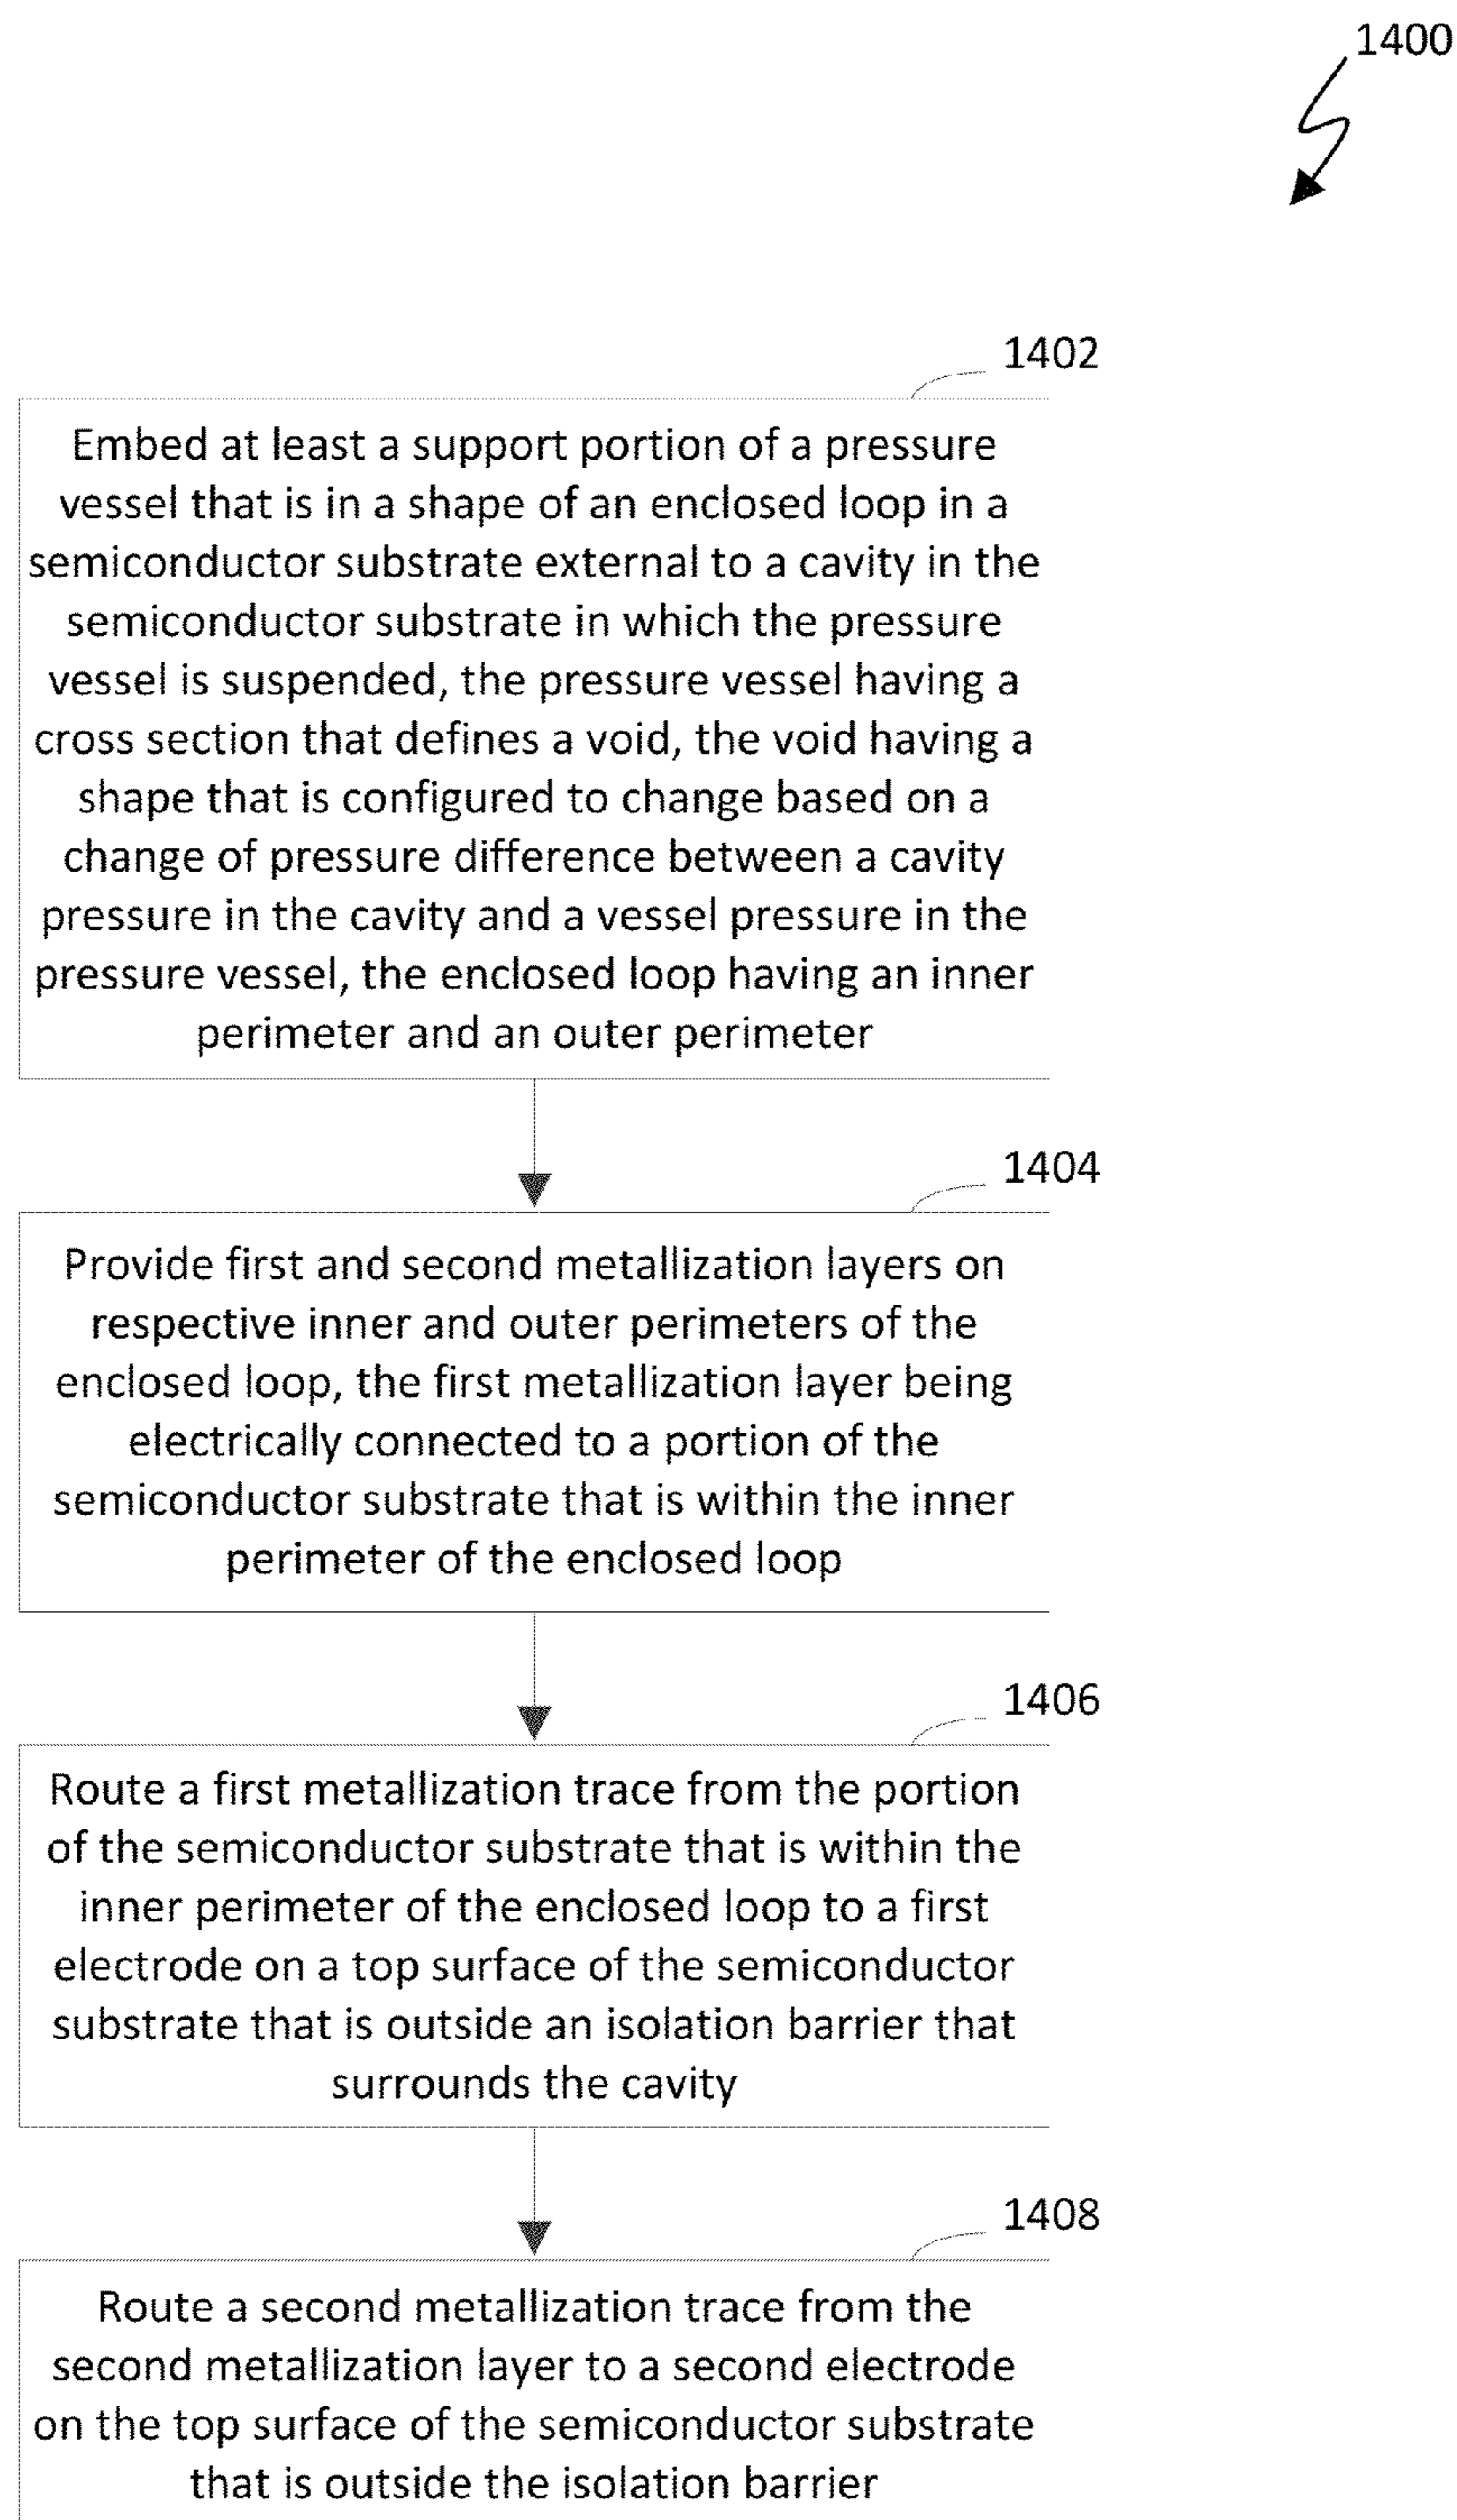 1400
1402
Embed at least a support portion of a pressure
vessel that is in a shape of an enclosed loop in a
semiconductor substrate external to a cavity in the
semiconductor substrate in which the pressure
vessel is suspended, the pressure vessel having a
cross section that defines a void, the void having a
shape that is configured to change based on a
change of pressure difference between a cavity
pressure in the cavity and a vessel pressure in the
pressure vessel, the enclosed loop having an inner
perimeter and an outer perimeter
1404
Provide first and second metallization layers on
respective inner and outer perimeters of the
enclosed loop, the first metallization layer being
electrically connected to a portion of the
semiconductor substrate that is within the inner
perimeter of the enclosed loop
1406
Route a first metallization trace from the portion
of the semiconductor substrate that is within the
inner perimeter of the enclosed loop to a first
electrode on a top surface of the semiconductor
substrate that is outside an isolation barrier that
surrounds the cavity
1408
Route a second metallization trace from the
second metallization layer to a second electrode
on the top surface of the semiconductor substrate
that is outside the isolation barrier